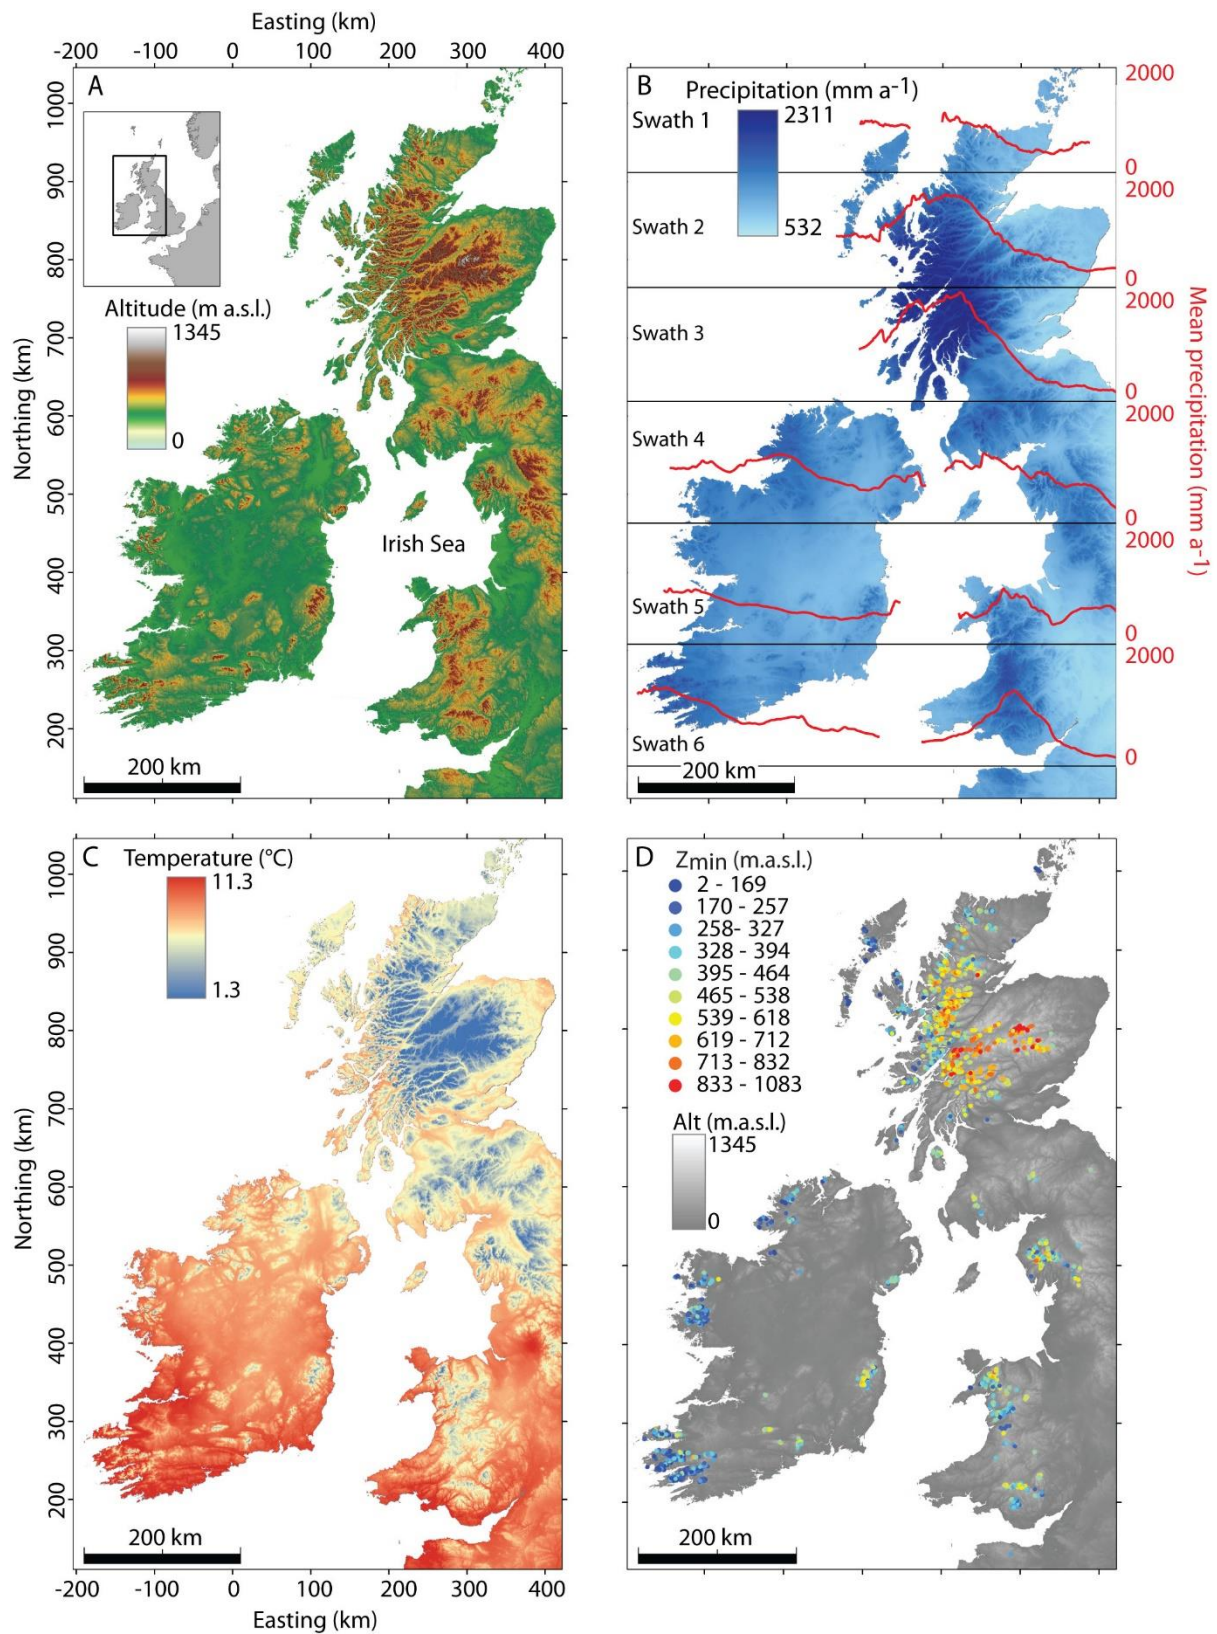 Easting (km)
-200 -100 0 100 200 300 400
A
1000
900
800
700
600
500
400
300
200
Northing (km)
Altitude (m a.s.l.)
1345
0
Irish Sea
200 km
B
Precipitation (mm a-1)
2311
532
Swath 1
Swath 2
Swath 3
Swath 4
Swath 5
Swath 6
2000
0
2000
0
2000
0
2000
0
2000
0
2000
0
Mean precipitation (mm a-1)
200 km
C
Temperature (°C)
11.3
1.3
1000
900
800
700
600
500
400
300
200
Northing (km)
200 km
-200 -100 0 100 200 300 400
Easting (km)
D
Zmin (m.a.s.l.)
2 - 169
170 - 257
258- 327
328 - 394
395 - 464
465 - 538
539 - 618
619 - 712
713 - 832
833 - 1083
Alt (m.a.s.l.)
1345
0
200 km